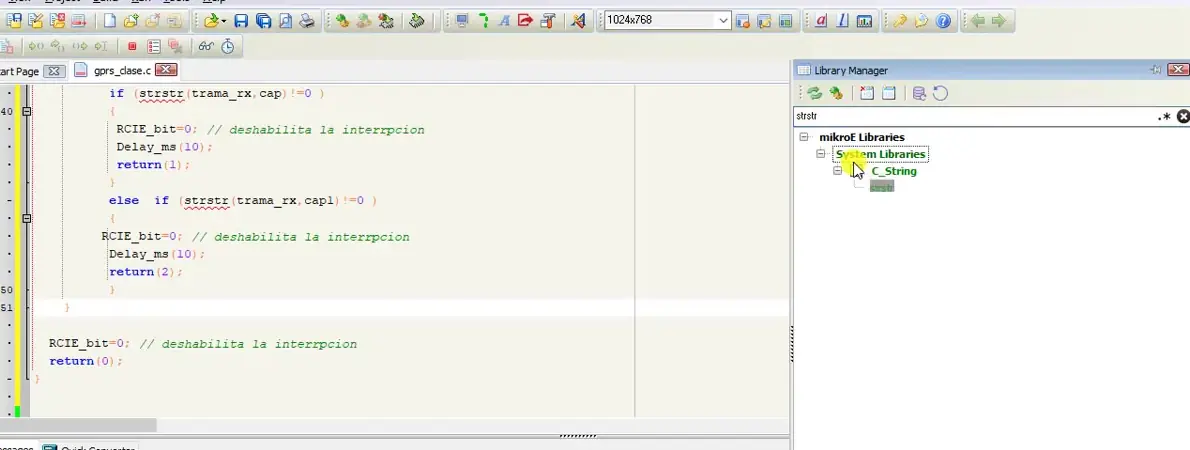 1024x768
art Page
gprs_clase.c
Library Manager
if (strstr(trama_rx,cap)!=0 )
40
{
RCIE_bit=0; // deshabilita la interrpcion
Delay_ms(10);
return(1);
}
else if (strstr(trama_rx,cap1)!=0 )
{
RCIE_bit=0; // deshabilita la interrpcion
Delay_ms(10);
return(2);
50
}
51
}
RCIE_bit=0; // deshabilita la interrpcion
return(0);
}
strstr
.*
mikroE Libraries
System Libraries
C_String
strstr